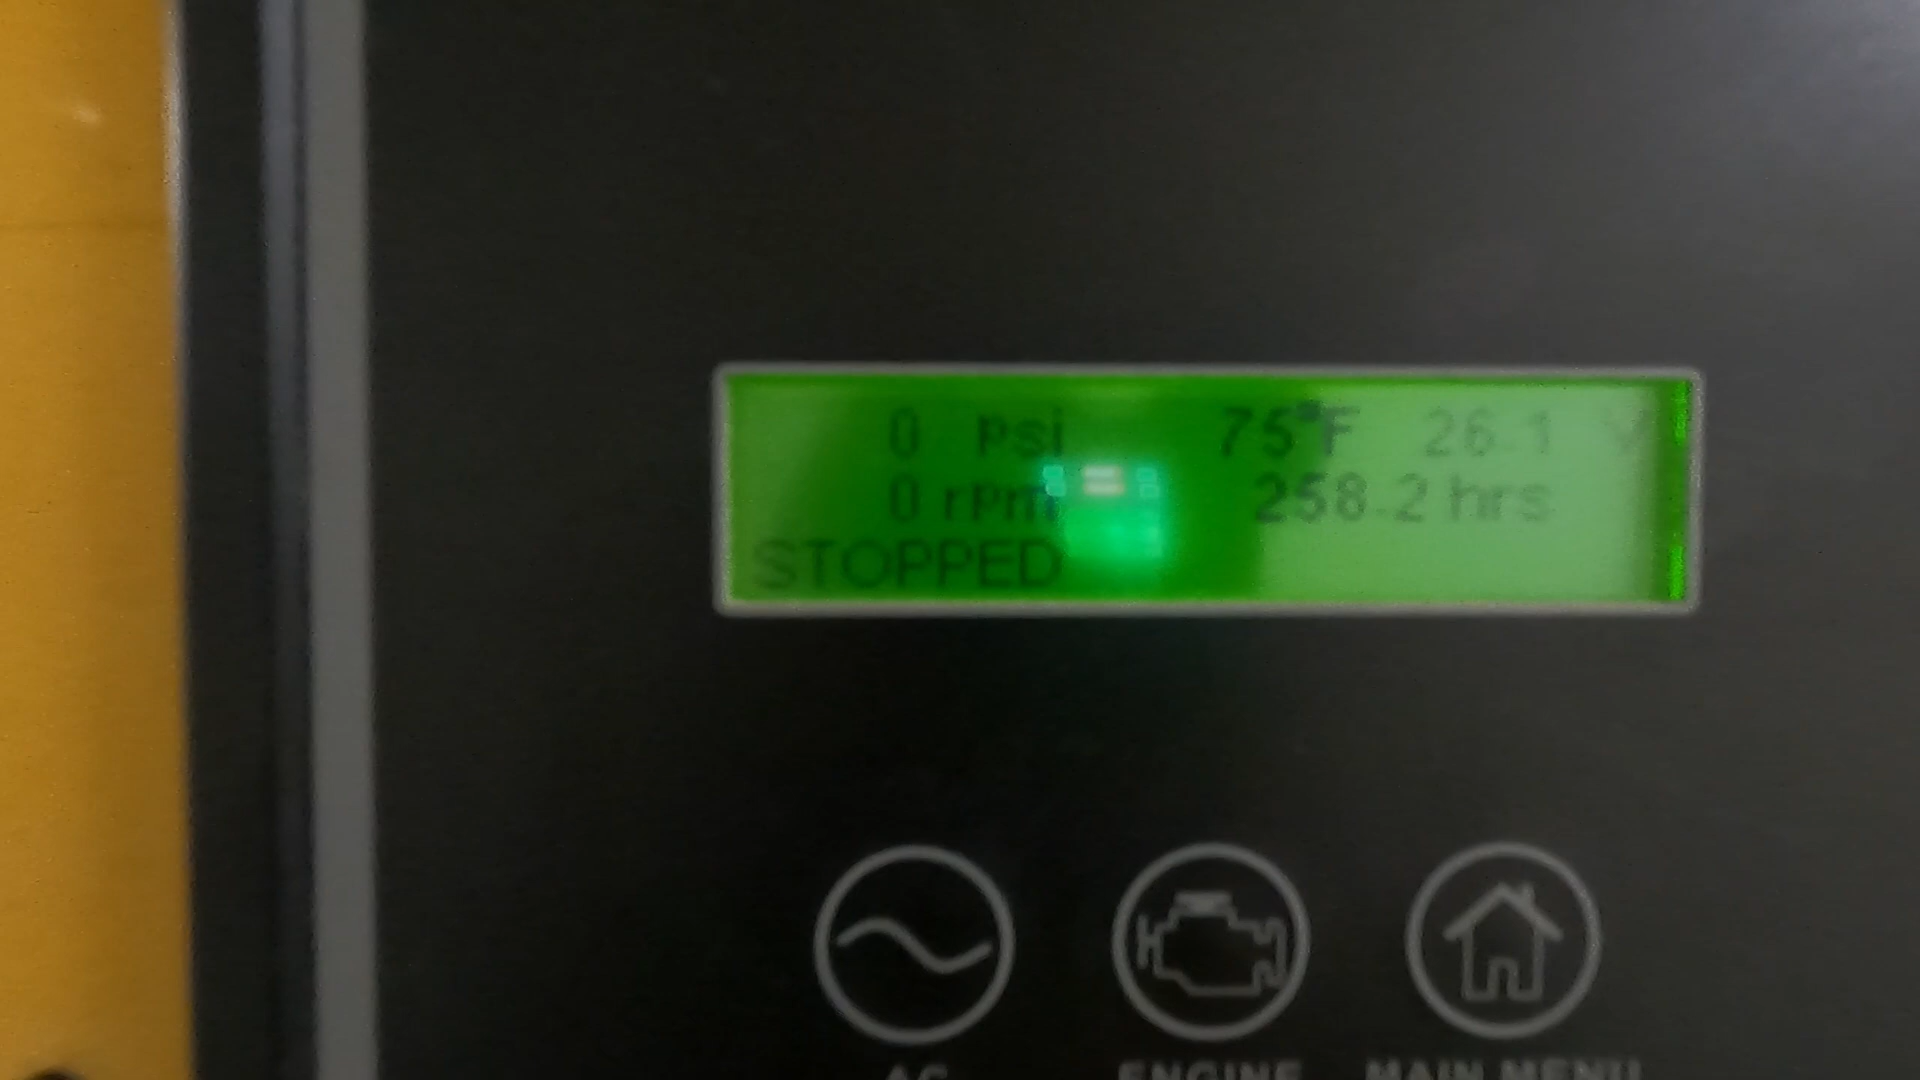 0 psi 75°F 26.1 V
0 rpm 258.2 hrs
STOPPED
AC ENGINE MAIN MENU